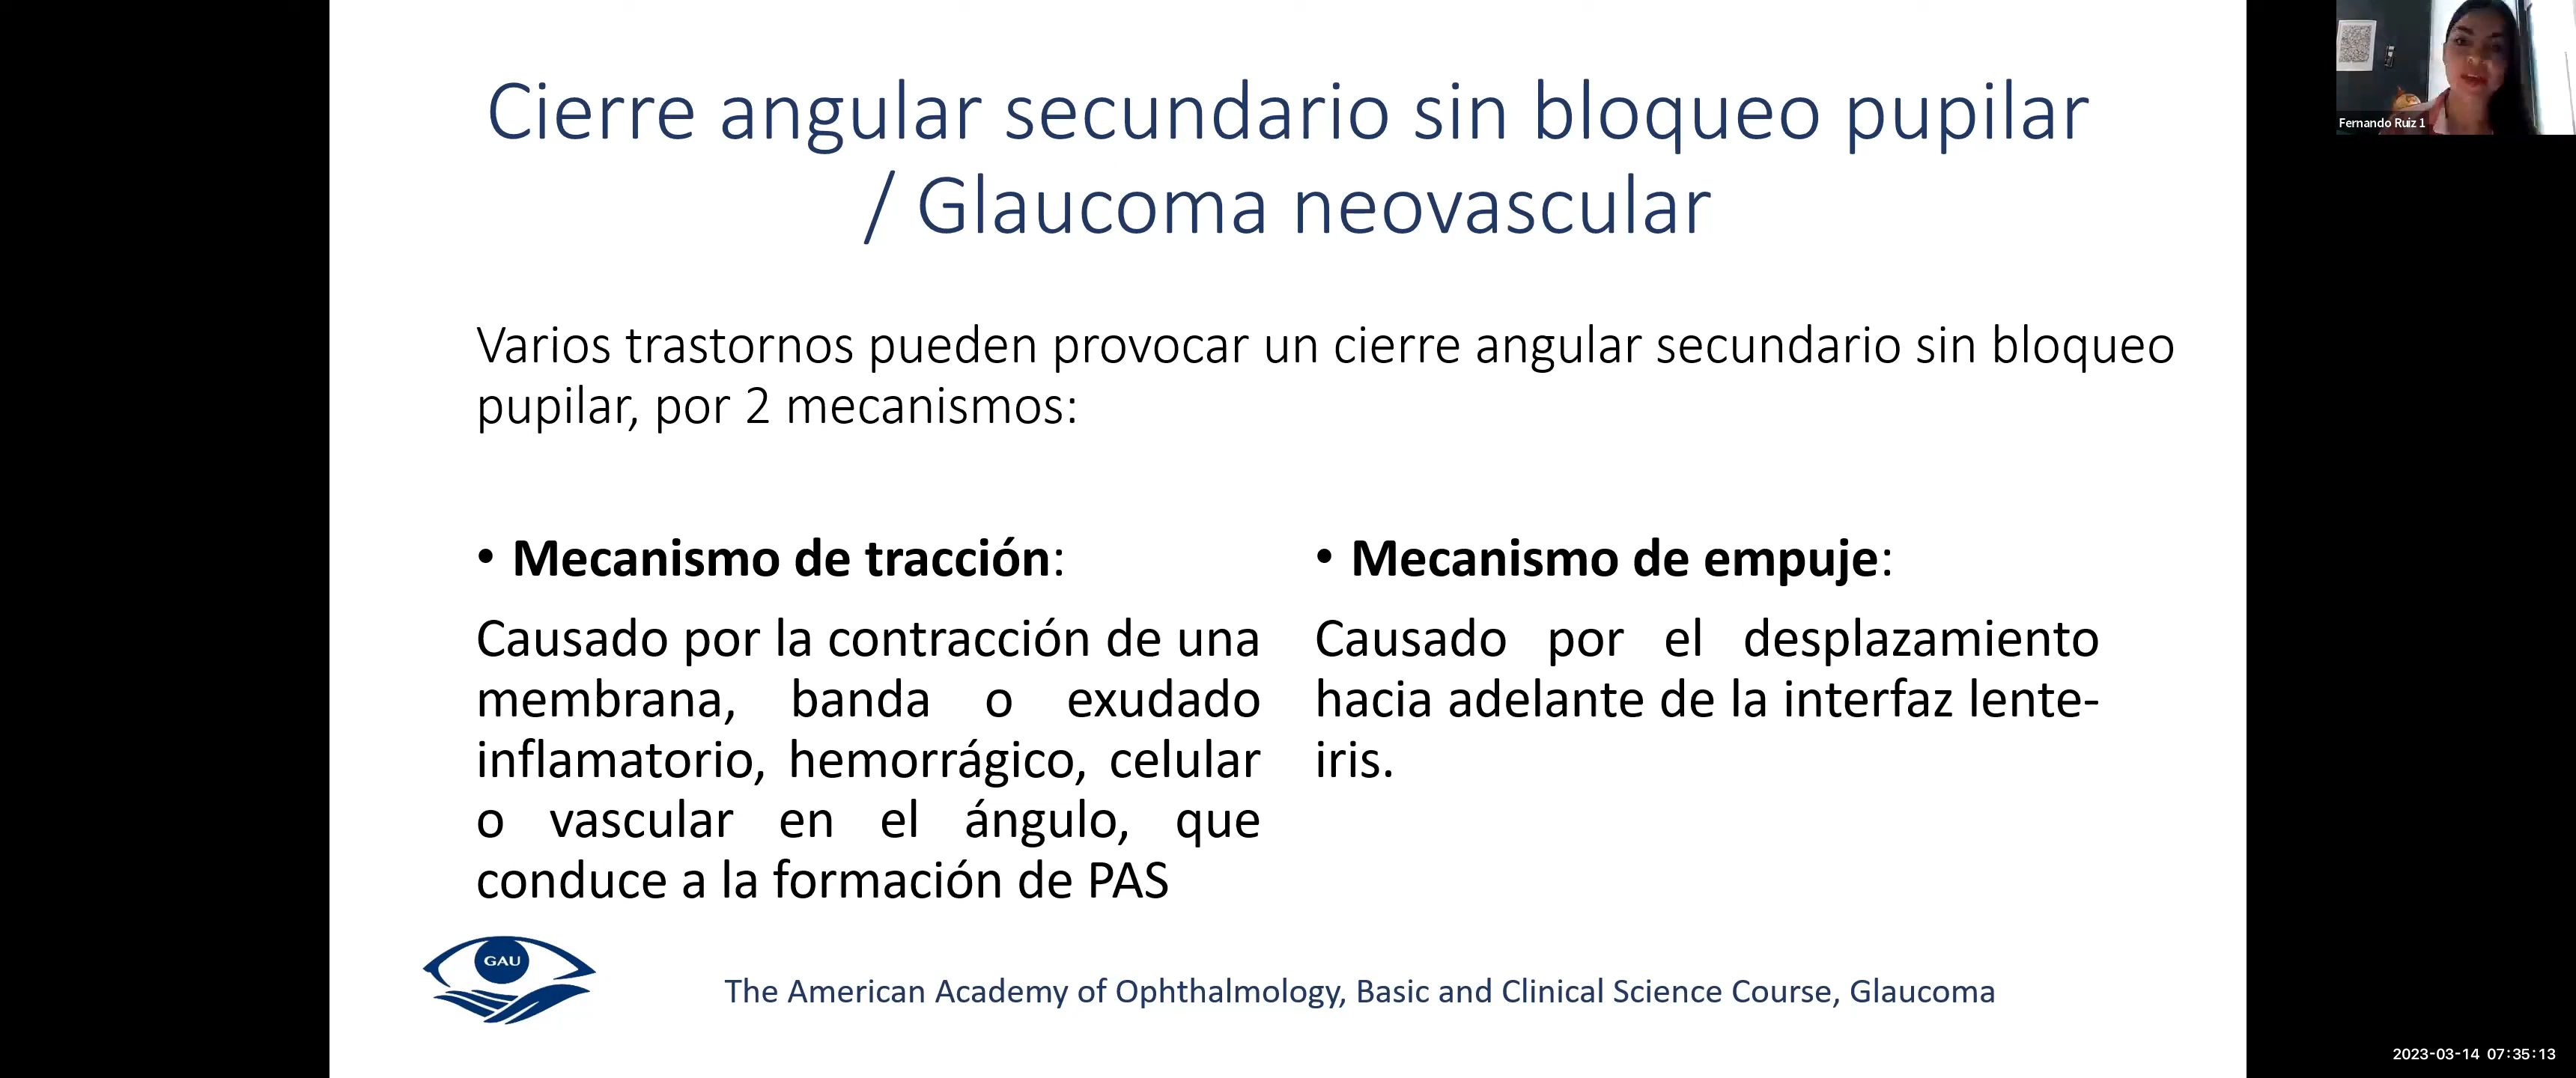 Cierre angular secundario sin bloqueo pupilar
/ Glaucoma neovascular
Fernando Ruiz 1
Varios trastornos pueden provocar un cierre angular secundario sin bloqueo
pupilar, por 2 mecanismos:
• Mecanismo de tracción:
Causado por la contracción de una
membrana, banda o exudado
inflamatorio, hemorrágico, celular
o vascular en el ángulo, que
conduce a la formación de PAS
• Mecanismo de empuje:
Causado por el desplazamiento
hacia adelante de la interfaz lente-
iris.
GAU
The American Academy of Ophthalmology, Basic and Clinical Science Course, Glaucoma
2023-03-14 07:35:13